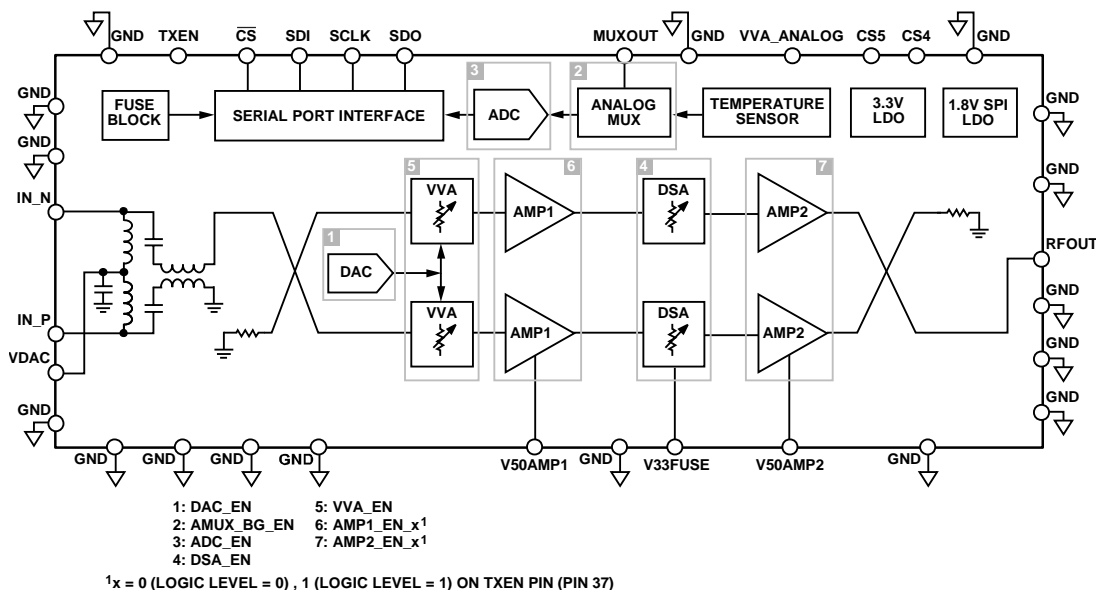 GND TXEN CS SDI SCLK SDO MUXOUT GND VVA_ANALOG CS5 CS4 GND
3 2
GND GND
FUSE BLOCK
SERIAL PORT INTERFACE
ADC
ANALOG MUX
TEMPERATURE SENSOR
3.3V LDO
1.8V SPI LDO
GND
GND
5 6 4 7
IN_N
VVA AMP1 DSA AMP2
1
DAC
RFOUT
IN_P
VVA AMP1 DSA AMP2
GND
VDAC
GND
GND
GND
GND GND GND GND V50AMP1 GND V33FUSE V50AMP2 GND
1: DAC_EN
2: AMUX_BG_EN
3: ADC_EN
4: DSA_EN
5: VVA_EN
6: AMP1_EN_x1
7: AMP2_EN_x1
1x = 0 (LOGIC LEVEL = 0) , 1 (LOGIC LEVEL = 1) ON TXEN PIN (PIN 37)